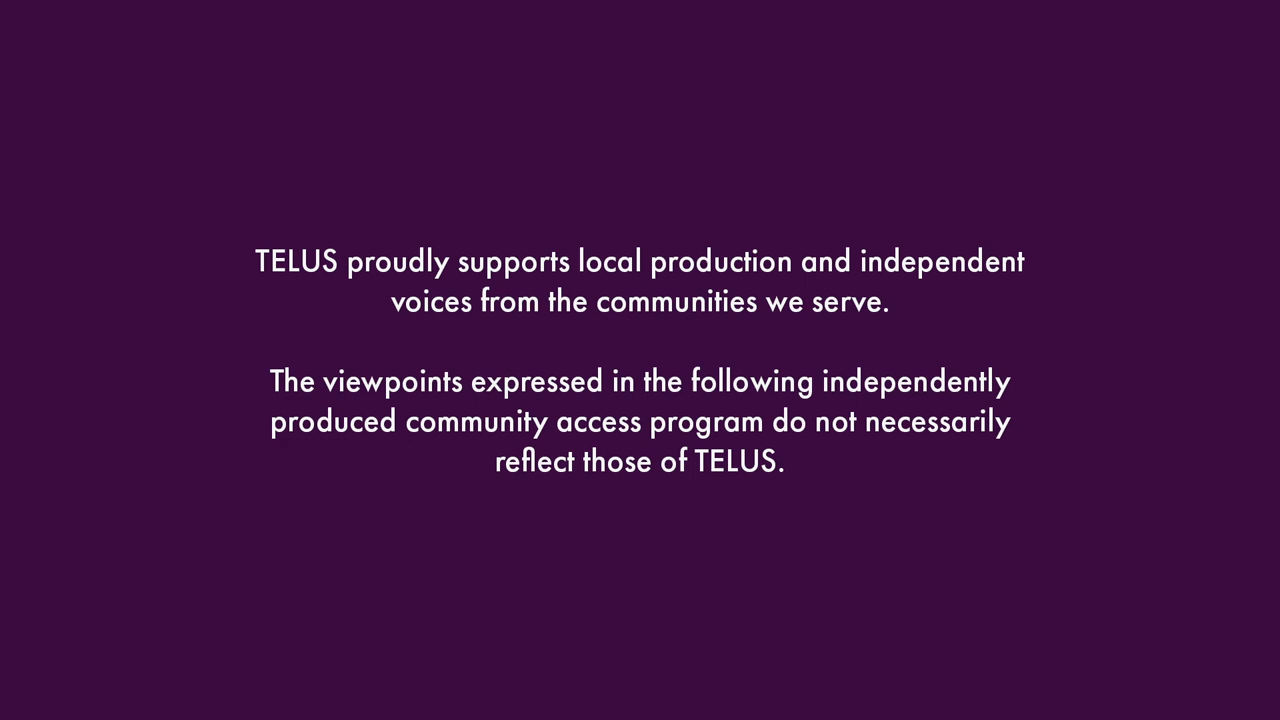 TELUS proudly supports local production and independent
voices from the communities we serve.
The viewpoints expressed in the following independently
produced community access program do not necessarily
reflect those of TELUS.